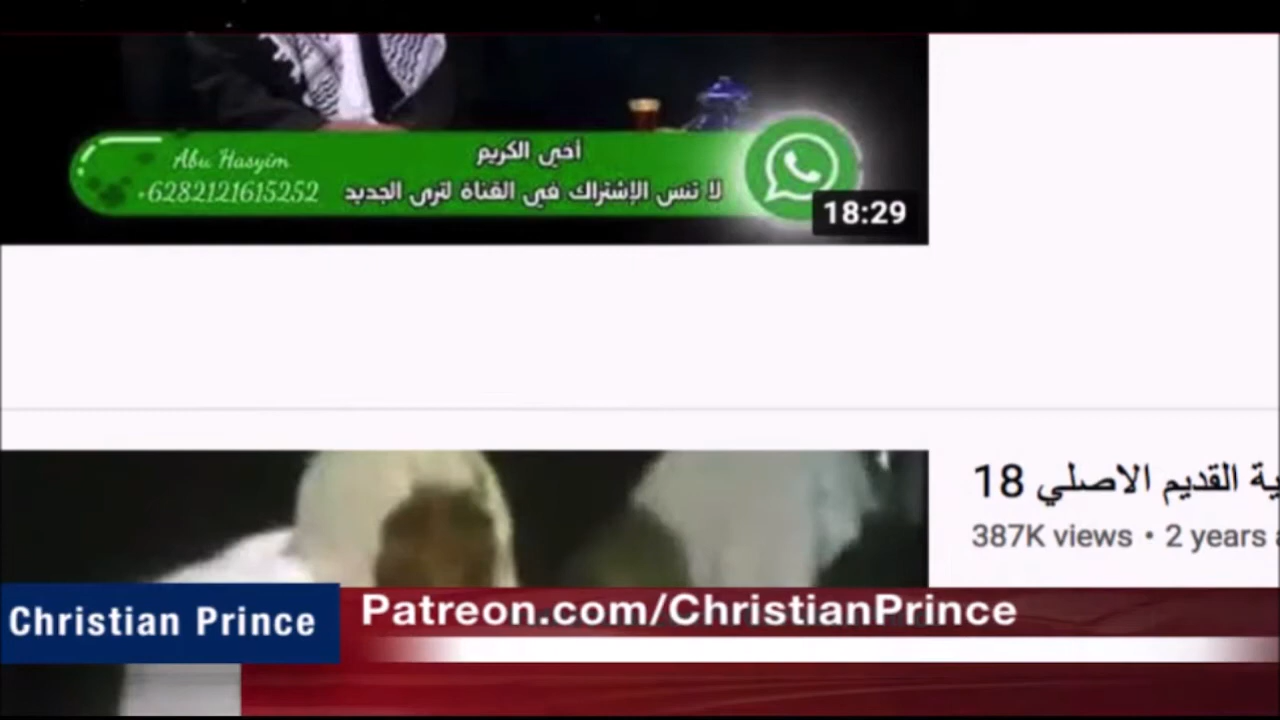 Abu Hasyim
+6282121615252
أخي الكريم
لا تنس الإشتراك في القناة لترى الجديد
18:29
القديم الاصلي 18
387K views • 2 years
Christian Prince
Patreon.com/ChristianPrince